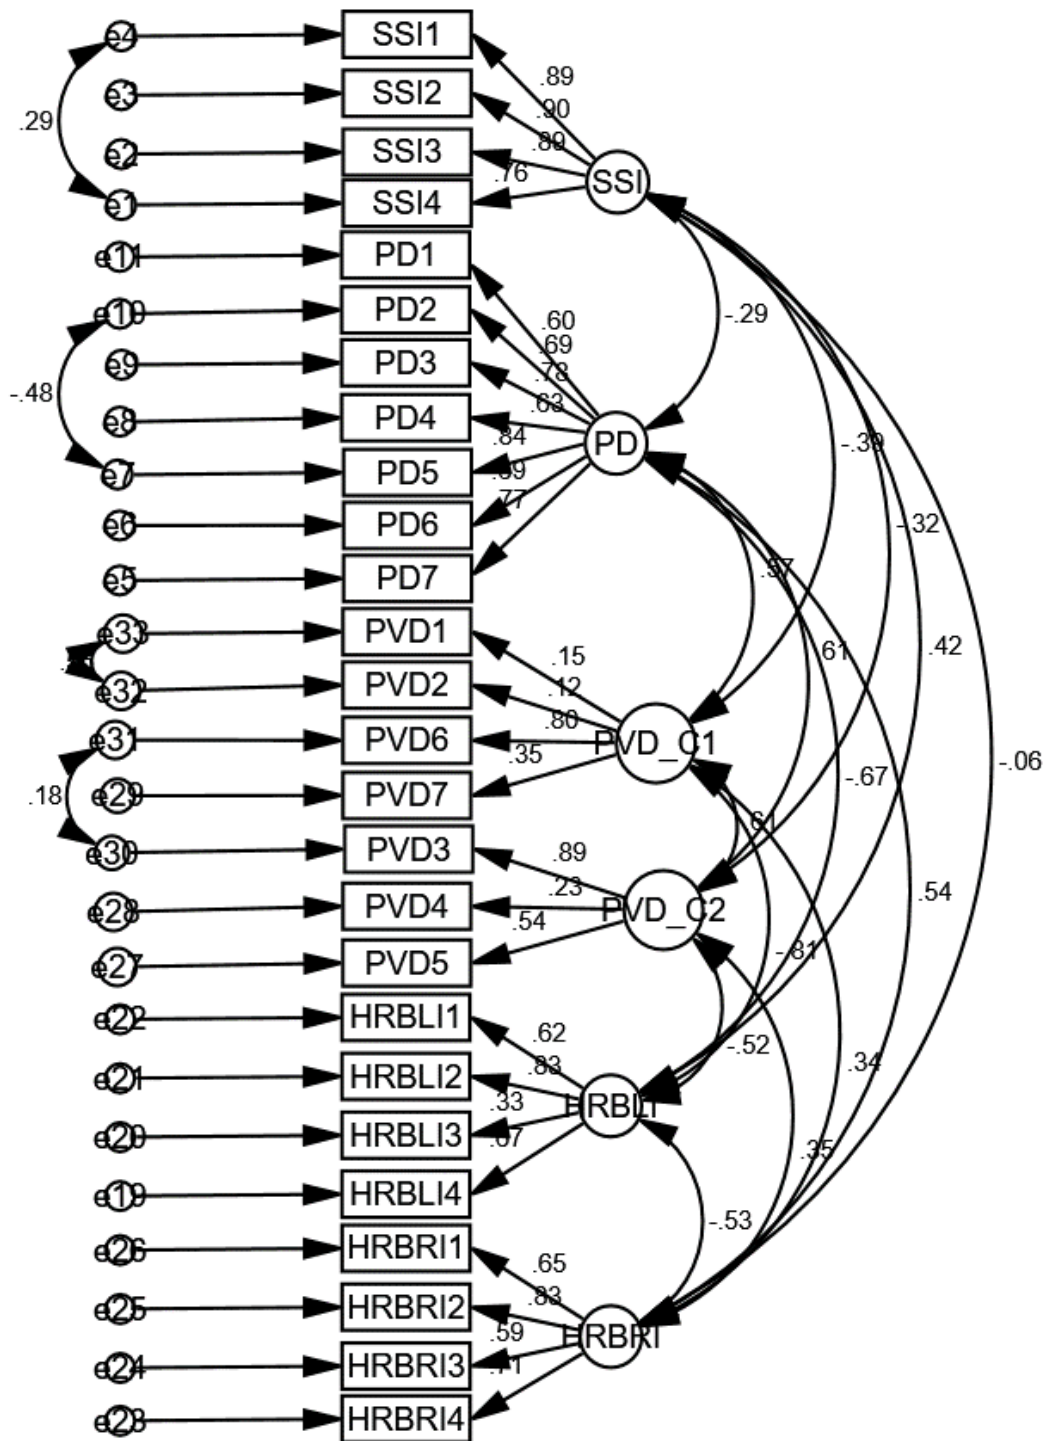 e4 SSI1
.89
e3 SSI2
.90
.29
.89
e2 SSI3
.76
SSI
e1 SSI4
e11 PD1
e10 PD2
-.29
.60
.69
e9 PD3
.78
-.48
.63
e8 PD4
.84
PD
-.39
e7 PD5
.77
e6 PD6
-.32
.57
e5 PD7
e33 PVD1
.15
.61
.42
e32 PVD2
.12
.80
e31 PVD6
.35
PVD_C1
-.06
-.67
e29 PVD7
.18
.61
e30 PVD3
.89
.23
.54
e28 PVD4
.54
PVD_C2
e27 PVD5
-.81
e22 HRBLI1
.62
-.52
.83
.34
e21 HRBLI2
.33
HRBLI
e20 HRBLI3
.67
.35
e19 HRBLI4
-.53
e26 HRBRI1
.65
.83
e25 HRBRI2
.59
HRBRI
e24 HRBRI3
.71
e23 HRBRI4